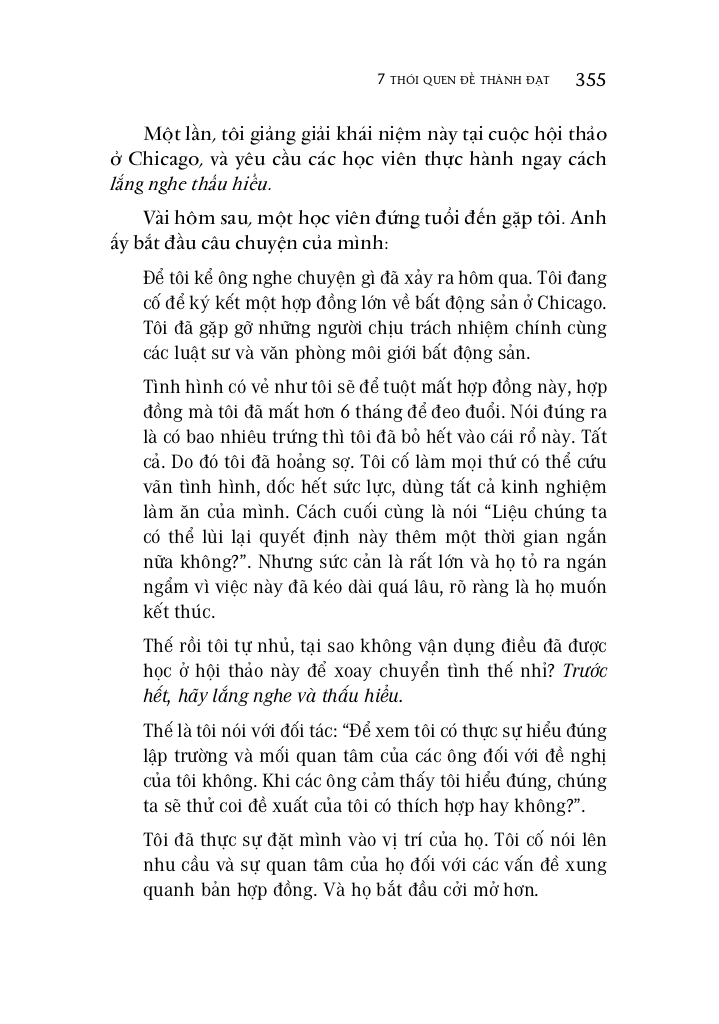 7 THÓI QUEN ĐỂ THÀNH ĐẠT 355
Một lần, tôi giảng giải khái niệm này tại cuộc hội thảo
ở Chicago, và yêu cầu các học viên thực hành ngay cách
lắng nghe thấu hiểu.
Vài hôm sau, một học viên đứng tuổi đến gặp tôi. Anh
ấy bắt đầu câu chuyện của mình:
Để tôi kể ông nghe chuyện gì đã xảy ra hôm qua. Tôi đang
cố để ký kết một hợp đồng lớn về bất động sản ở Chicago.
Tôi đã gặp gỡ những người chịu trách nhiệm chính cùng
các luật sư và văn phòng môi giới bất động sản.
Tình hình có vẻ như tôi sẽ để tuột mất hợp đồng này, hợp
đồng mà tôi đã mất hơn 6 tháng để đeo đuổi. Nói đúng ra
là có bao nhiêu trứng thì tôi đã bỏ hết vào cái rổ này. Tất
cả. Do đó tôi đã hoảng sợ. Tôi cố làm mọi thứ có thể cứu
vãn tình hình, dốc hết sức lực, dùng tất cả kinh nghiệm
làm ăn của mình. Cách cuối cùng là nói “Liệu chúng ta
có thể lùi lại quyết định này thêm một thời gian ngắn
nữa không?”. Nhưng sức cản là rất lớn và họ tỏ ra ngán
ngẩm vì việc này đã kéo dài quá lâu, rõ ràng là họ muốn
kết thúc.
Thế rồi tôi tự nhủ, tại sao không vận dụng điều đã được
học ở hội thảo này để xoay chuyển tình thế nhỉ? Trước
hết, hãy lắng nghe và thấu hiểu.
Thế là tôi nói với đối tác: “Để xem tôi có thực sự hiểu đúng
lập trường và mối quan tâm của các ông đối với đề nghị
của tôi không. Khi các ông cảm thấy tôi hiểu đúng, chúng
ta sẽ thử coi đề xuất của tôi có thích hợp hay không?”.
Tôi đã thực sự đặt mình vào vị trí của họ. Tôi cố nói lên
nhu cầu và sự quan tâm của họ đối với các vấn đề xung
quanh bản hợp đồng. Và họ bắt đầu cởi mở hơn.